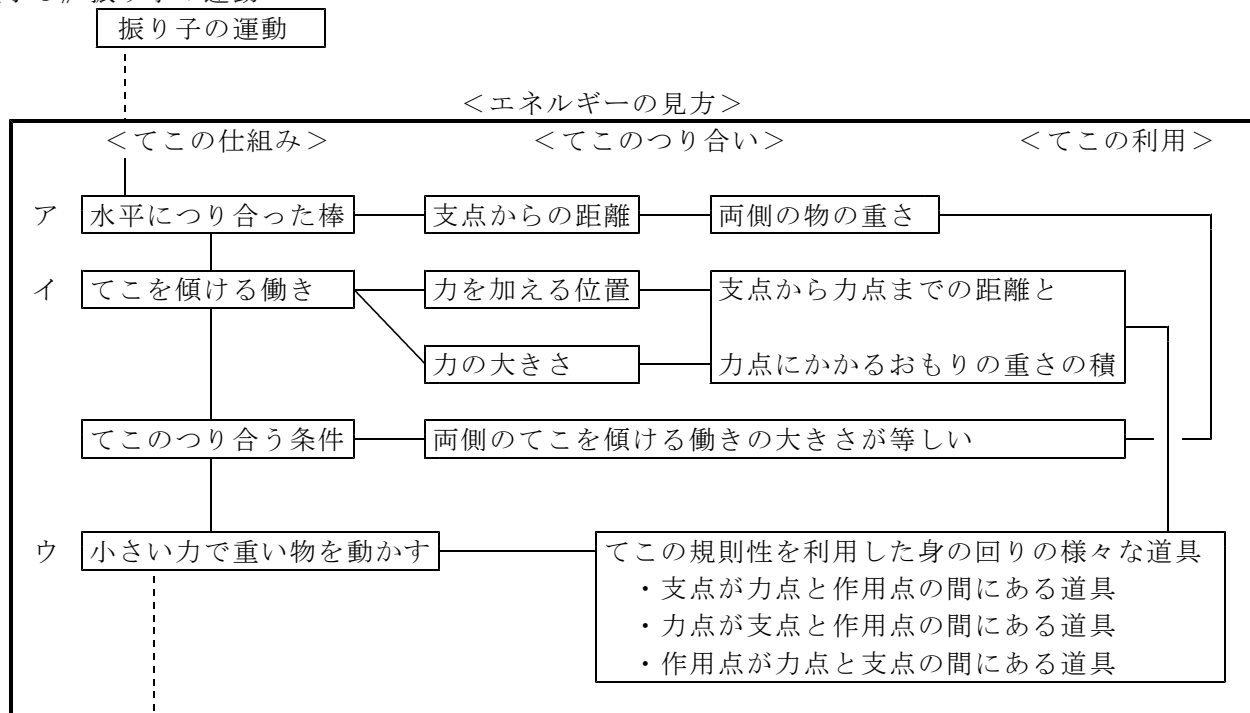 振り子の運動
＜エネルギーの見方＞
＜てこの仕組み＞ ＜てこのつり合い＞ ＜てこの利用＞
ア 水平につり合った棒 支点からの距離 両側の物の重さ
イ てこを傾ける働き 力を加える位置 支点から力点までの距離と
力の大きさ 力点にかかるおもりの重さの積
てこのつり合う条件 両側のてこを傾ける働きの大きさが等しい
ウ 小さい力で重い物を動かす てこの規則性を利用した身の回りの様々な道具
・支点が力点と作用点の間にある道具
・力点が支点と作用点の間にある道具
・作用点が力点と支点の間にある道具